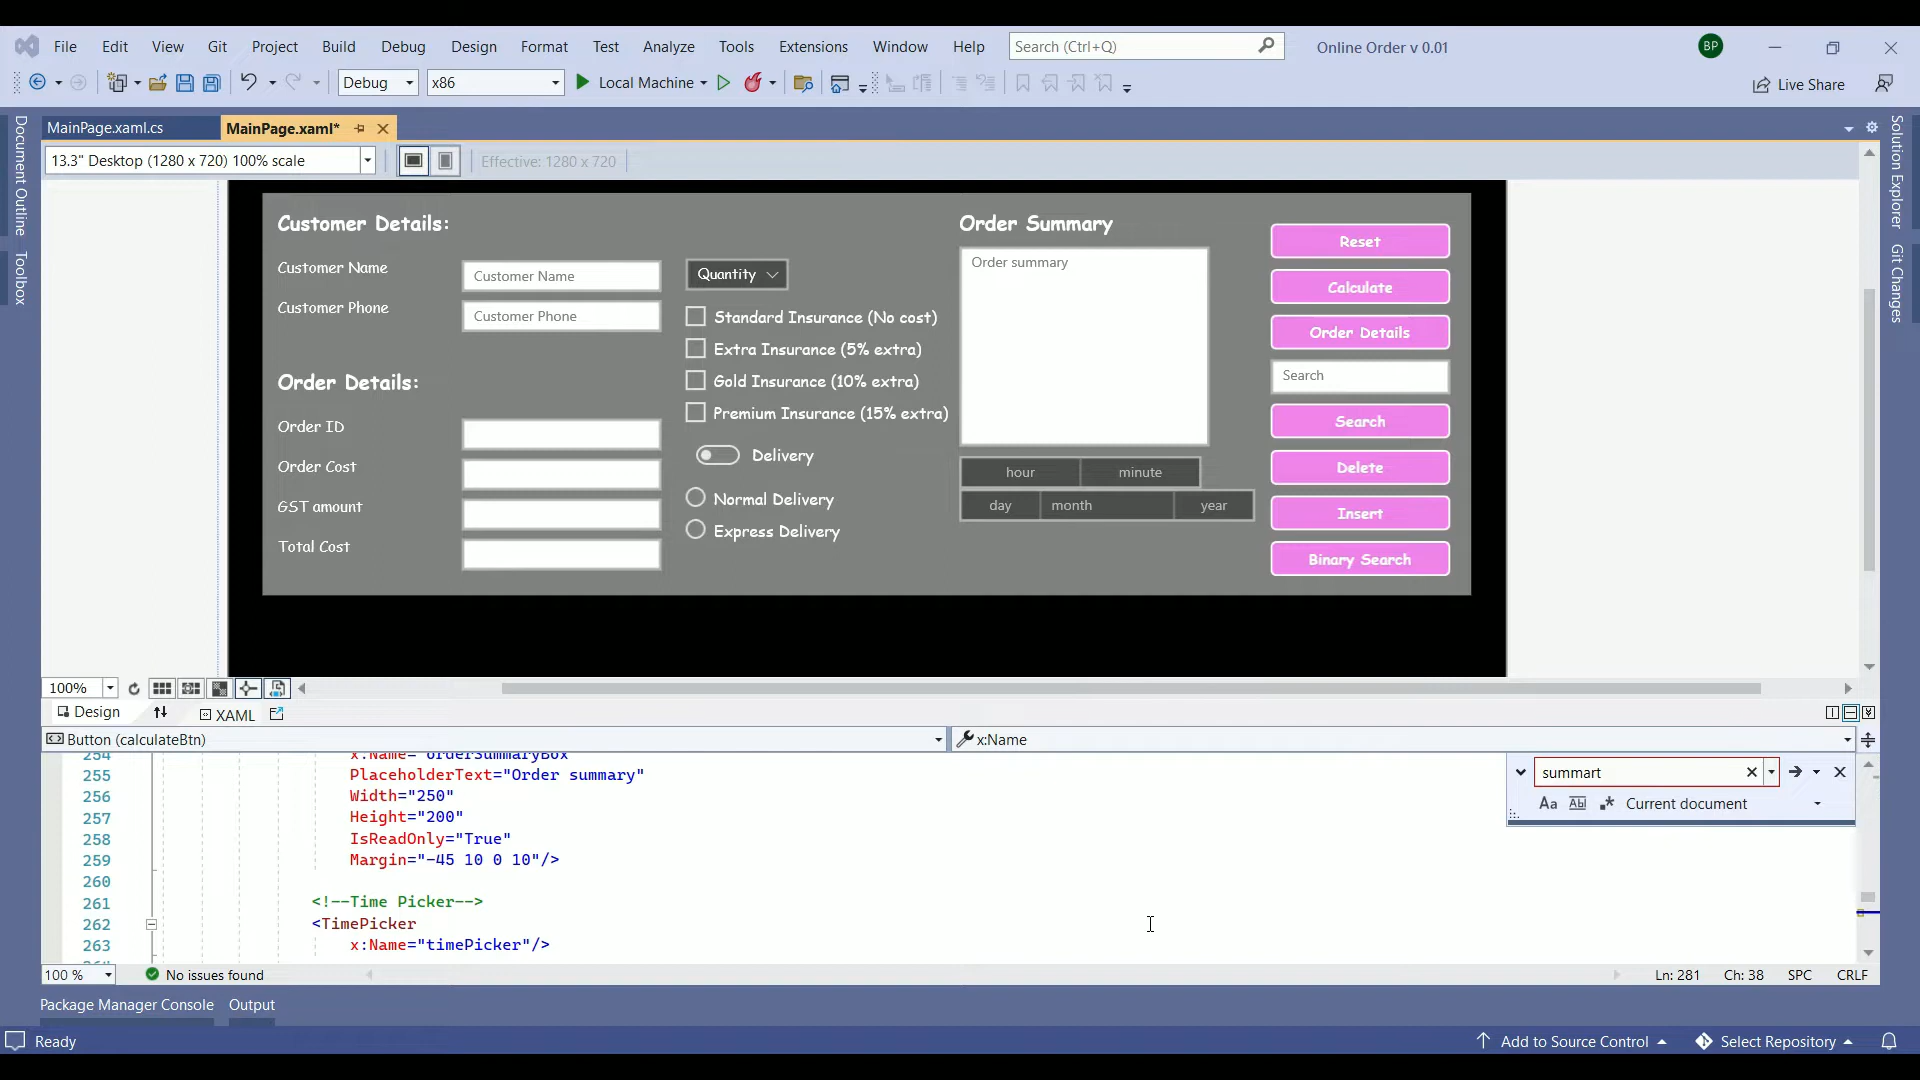 File Edit View Git Project Build Debug Design Format Test Analyze Tools Extensions Window Help Search (Ctrl+Q) Online Order v 0.01 BP
Debug x86 Local Machine Live Share
MainPage.xaml.cs MainPage.xaml*
13.3" Desktop (1280 x 720) 100% scale Effective: 1280 x 720
Document Outline
Toolbox
Solution Explorer
Git Changes
Customer Details:
Customer Name Customer Name
Customer Phone Customer Phone
Order Details:
Order ID
Order Cost
GST amount
Total Cost
Quantity
Standard Insurance (No cost)
Extra Insurance (5% extra)
Gold Insurance (10% extra)
Premium Insurance (15% extra)
Delivery
Normal Delivery
Express Delivery
Order Summary
Order summary
hour minute
day month year
Reset
Calculate
Order Details
Search
Search
Delete
Insert
Binary Search
100%
Design XAML
Button (calculateBtn) x:Name
254 x:Name="orderSummaryBox"
255 PlaceholderText="Order summary"
256 Width="250"
257 Height="200"
258 IsReadOnly="True"
259 Margin="-45 10 0 10"/>
260
261 <!--Time Picker-->
262 <TimePicker
263 x:Name="timePicker"/>
summart
Aa Ab| Current document
100 % No issues found Ln: 281 Ch: 38 SPC CRLF
Package Manager Console Output
Ready Add to Source Control Select Repository